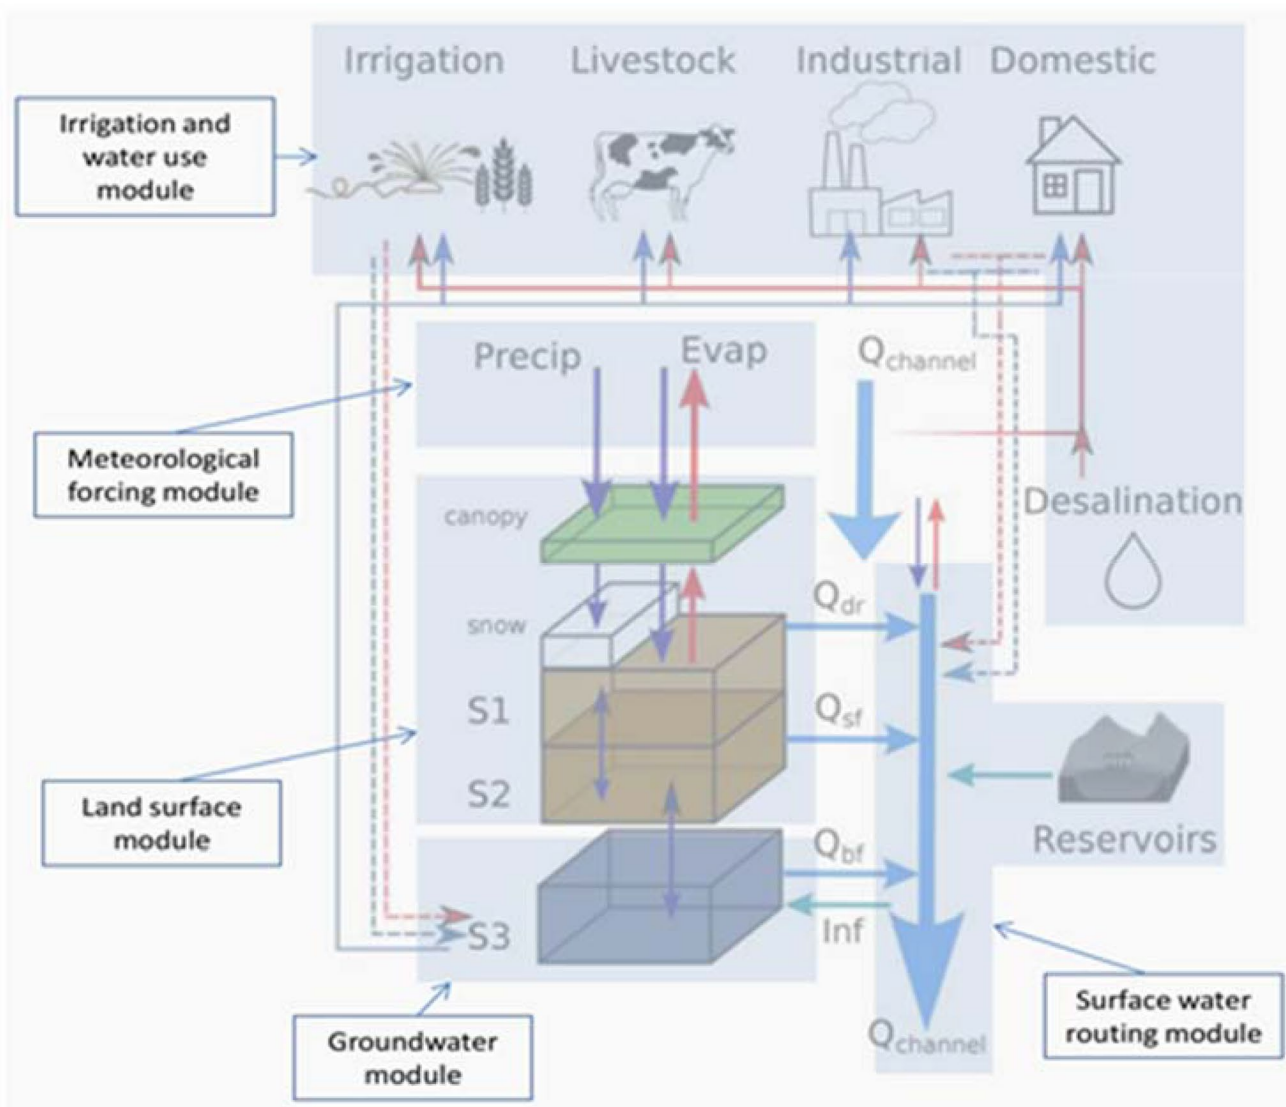 Irrigation Livestock Industrial Domestic
Irrigation and
water use
module
Precip Evap Qchannel
Meteorological
forcing module
Desalination
canopy
Qdr
snow
S1
Qsf
S2
Land surface
module
Reservoirs
Qbf
Inf
S3
Surface water
routing module
Groundwater
module
Qchannel